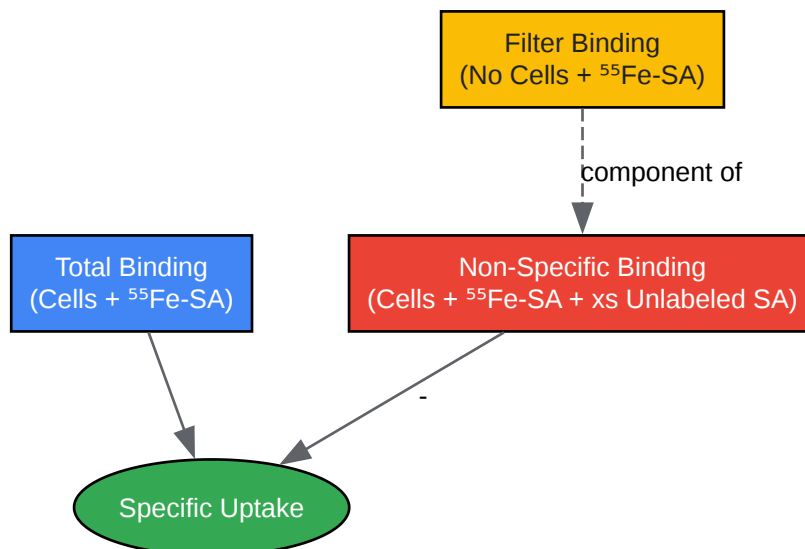 Filter Binding
(No Cells + ⁵⁵Fe-SA)
component of
Total Binding
(Cells + ⁵⁵Fe-SA)
Non-Specific Binding
(Cells + ⁵⁵Fe-SA + xs Unlabeled SA)
-
Specific Uptake